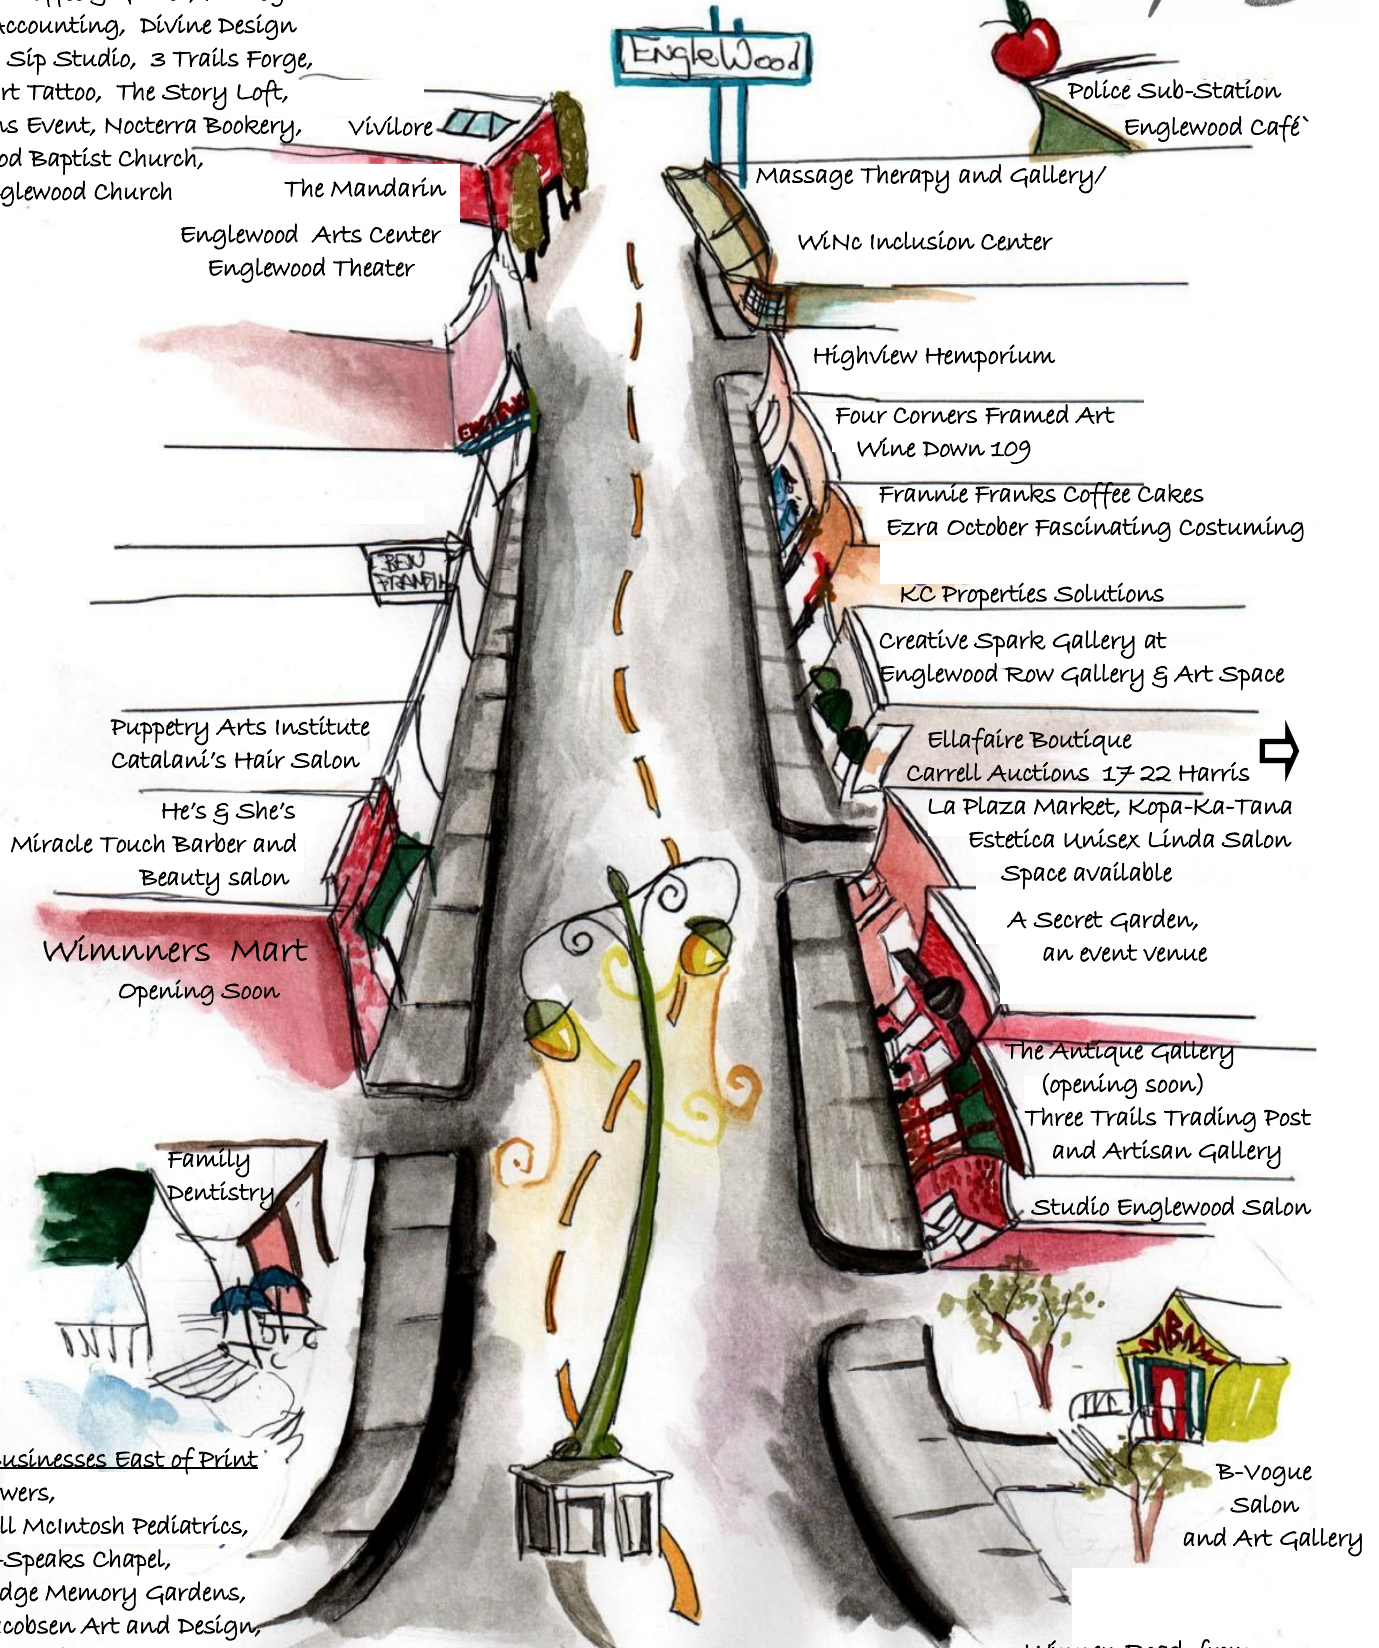 Accounting, Divine Design
Sip Studio, 3 Trails Forge,
rt Tattoo, The Story Loft,
ns Event, Nocterra Bookery,
od Baptist Church,
glewood Church
EngleWood
Police Sub-Station
Englewood Café`
Vivilore
The Mandarin
Englewood Arts Center
Englewood Theater
Massage Therapy and Gallery/
WiNc Inclusion Center
Highview Hemporium
Four Corners Framed Art
Wine Down 109
Frannie Franks Coffee Cakes
Ezra October Fascinating Costuming
BEN
FRANKLIN
KC Properties Solutions
Creative Spark Gallery at
Englewood Row Gallery & Art Space
Puppetry Arts Institute
Catalani's Hair Salon
Ellafaire Boutique
Carrell Auctions 17 22 Harris
He's & She's
Miracle Touch Barber and
Beauty salon
La Plaza Market, Kopa-Ka-Tana
Estetica Unisex Linda Salon
Space available
A Secret Garden,
an event venue
Wimnners Mart
Opening Soon
The Antique Gallery
(opening soon)
Three Trails Trading Post
and Artisan Gallery
Family
Dentistry
Studio Englewood Salon
B-Vogue
Salon
and Art Gallery
usinesses East of Print
wers,
ll McIntosh Pediatrics,
-Speaks Chapel,
dge Memory Gardens,
cobsen Art and Design,